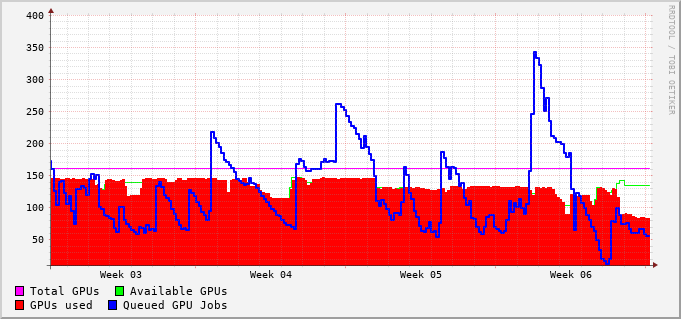 400
350
300
250
200
150
100
50
Week 03 Week 04 Week 05 Week 06
Total GPUs Available GPUs
GPUs used Queued GPU Jobs
RRDTOOL / TOBI OETIKER